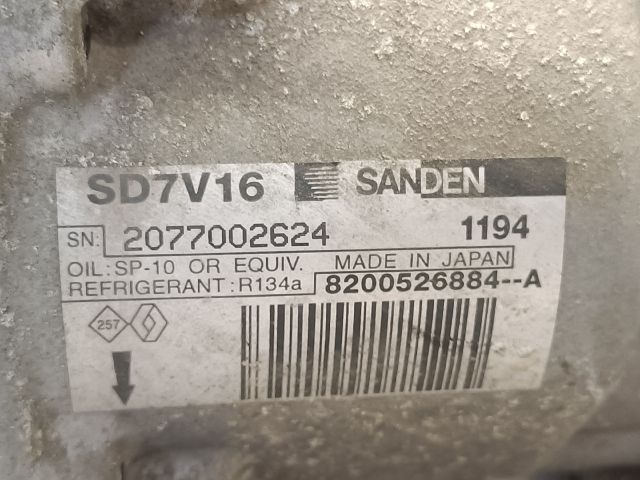 SD7V16 SANDEN
SN: 2077002624 1194
OIL:SP-10 OR EQUIV. MADE IN JAPAN
REFRIGERANT:R134a 8200526884--A
257